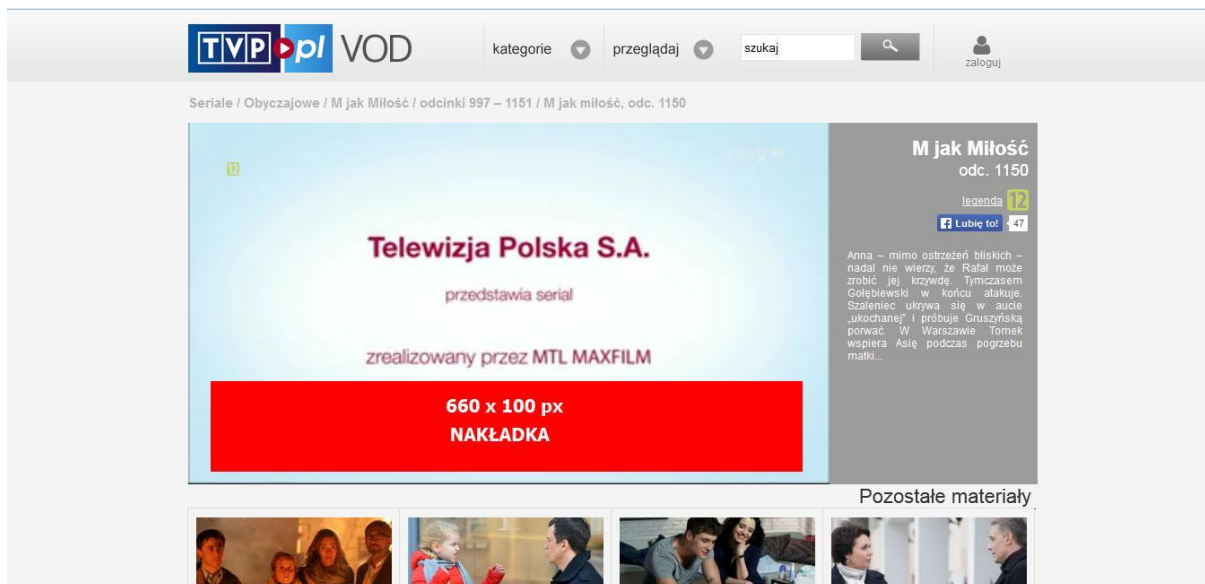 TVP pl VOD
kategorie
przeglądaj
szukaj
zaloguj
Seriale / Obyczajowe / M jak Miłość / odcinki 997 – 1151 / M jak miłość, odc. 1150
12
Telewizja Polska S.A.
przedstawia serial
zrealizowany przez MTL MAXFILM
660 x 100 px
NAKŁADKA
M jak Miłość
odc. 1150
legenda 12
Lubię to! 47
Anna – mimo ostrzeżeń bliskich –
nadal nie wierzy, że Rafał może
zrobić jej krzywdę. Tymczasem
Gołębiewski w końcu atakuje.
Szaleniec ukrywa się w aucie
„ukochanej” i próbuje Gruszyńską
porwać. W Warszawie Tomek
wspiera Asię podczas pogrzebu
matki...
Pozostałe materiały